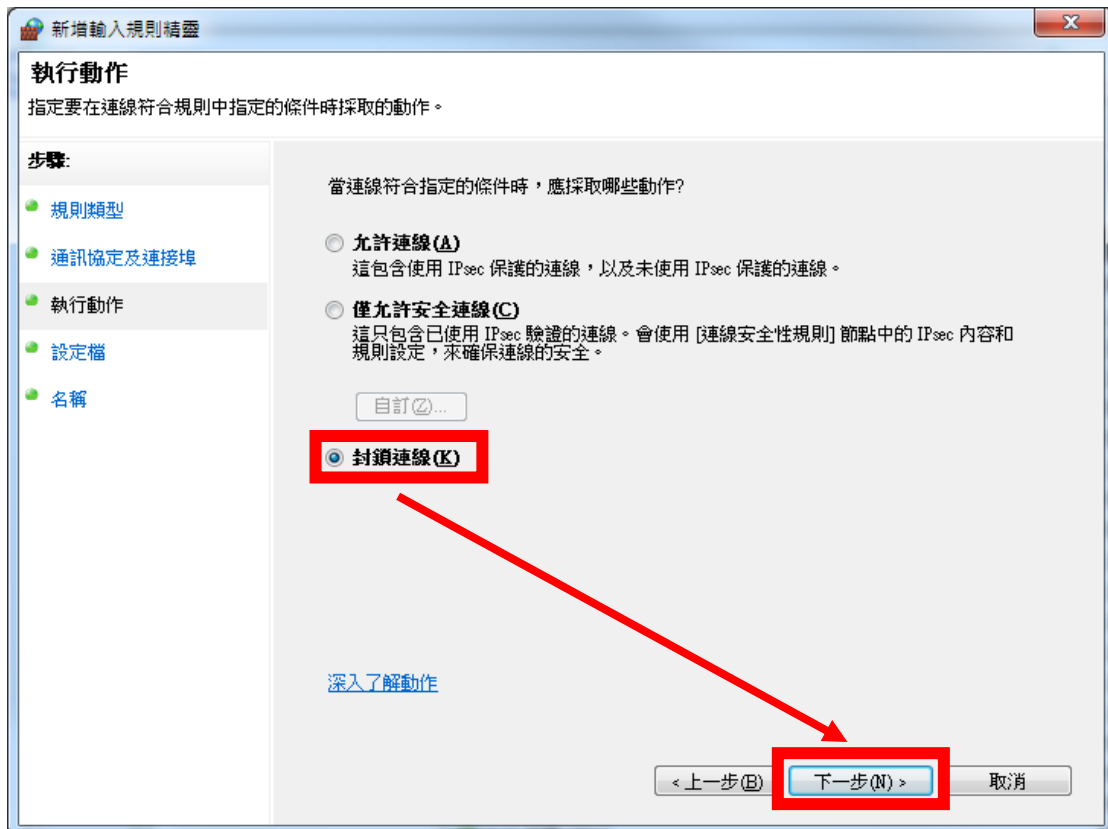 新增輸入規則精靈
執行動作
指定要在連線符合規則中指定的條件時採取的動作。
步驟:
規則類型
通訊協定及連接埠
執行動作
設定檔
名稱
當連線符合指定的條件時，應採取哪些動作?
允許連線(A)
這包含使用 IPsec 保護的連線，以及未使用 IPsec 保護的連線。
僅允許安全連線(C)
這只包含已使用 IPsec 驗證的連線。會使用 [連線安全性規則] 節點中的 IPsec 內容和
規則設定，來確保連線的安全。
自訂(Z)...
封鎖連線(K)
深入了解動作
<上一步(B)
下一步(N) >
取消